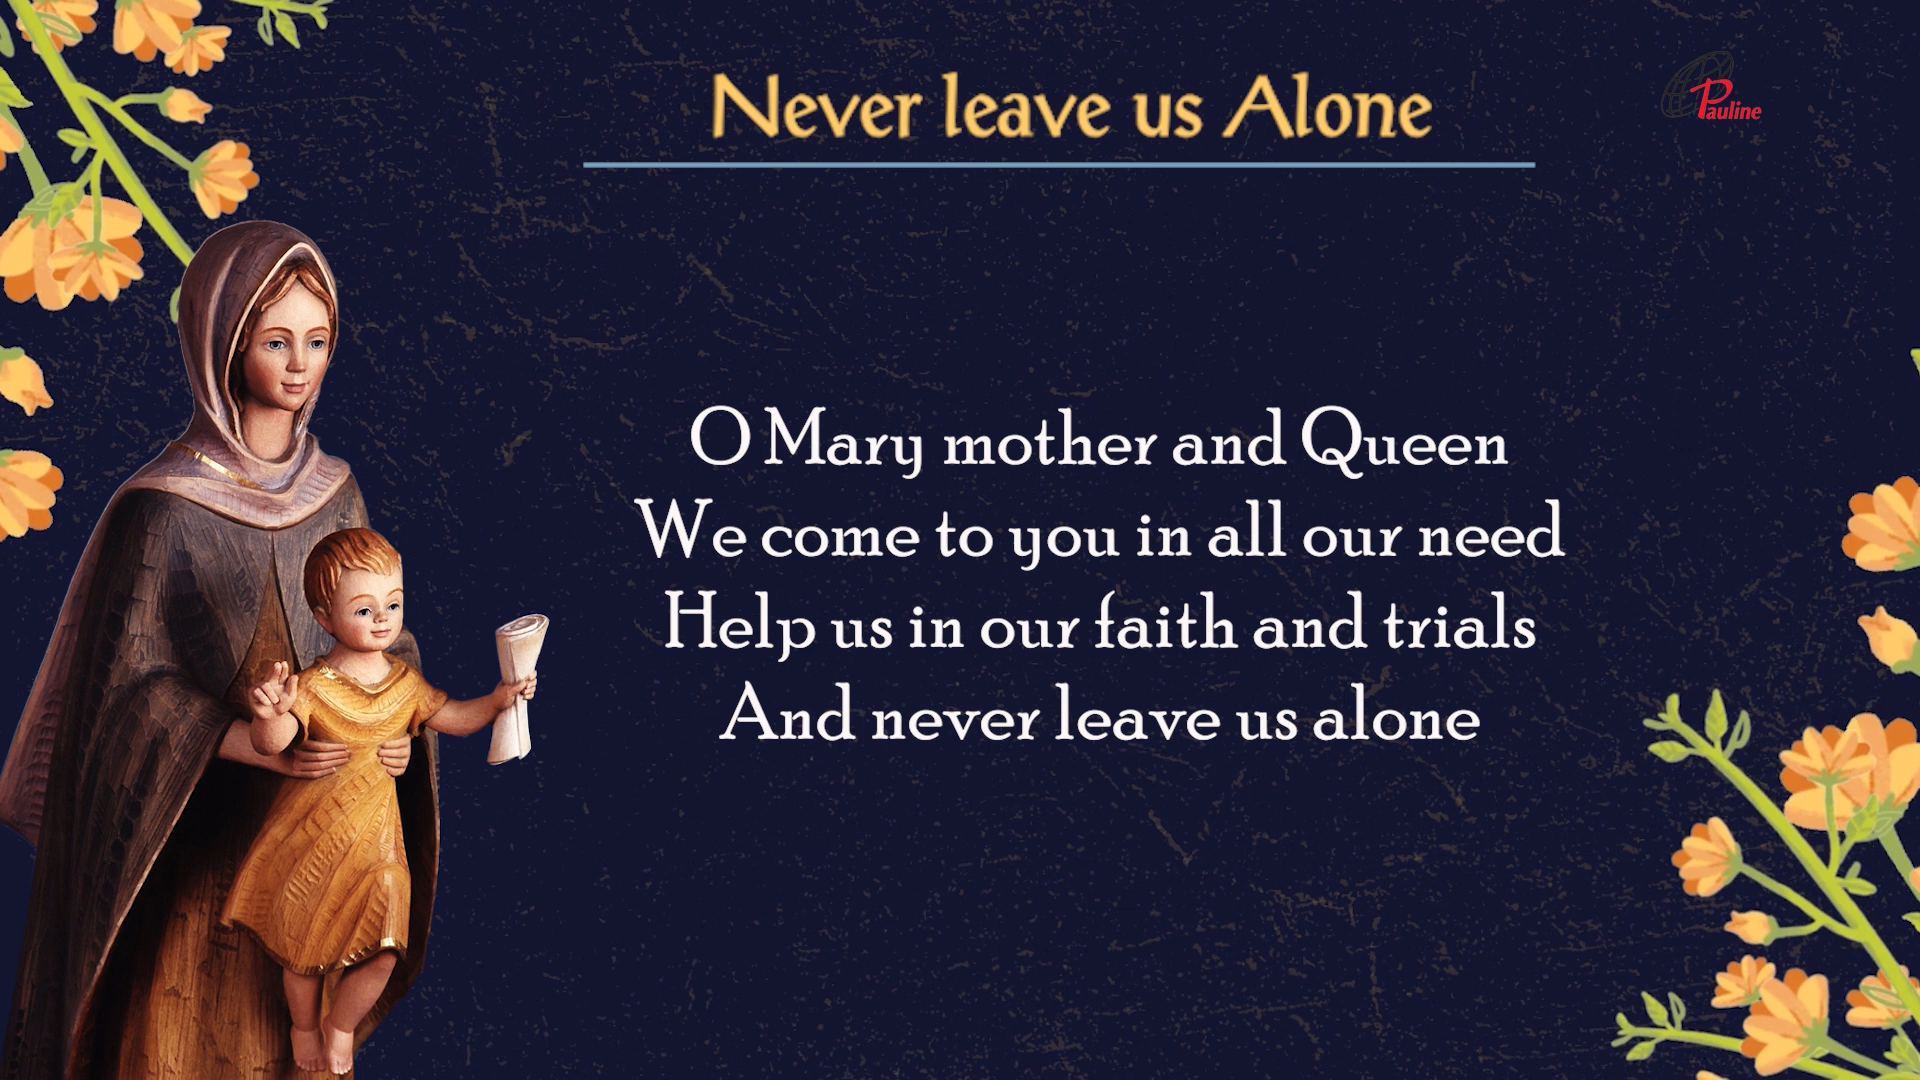 Never leave us Alone
Pauline
O Mary mother and Queen
We come to you in all our need
Help us in our faith and trials
And never leave us alone